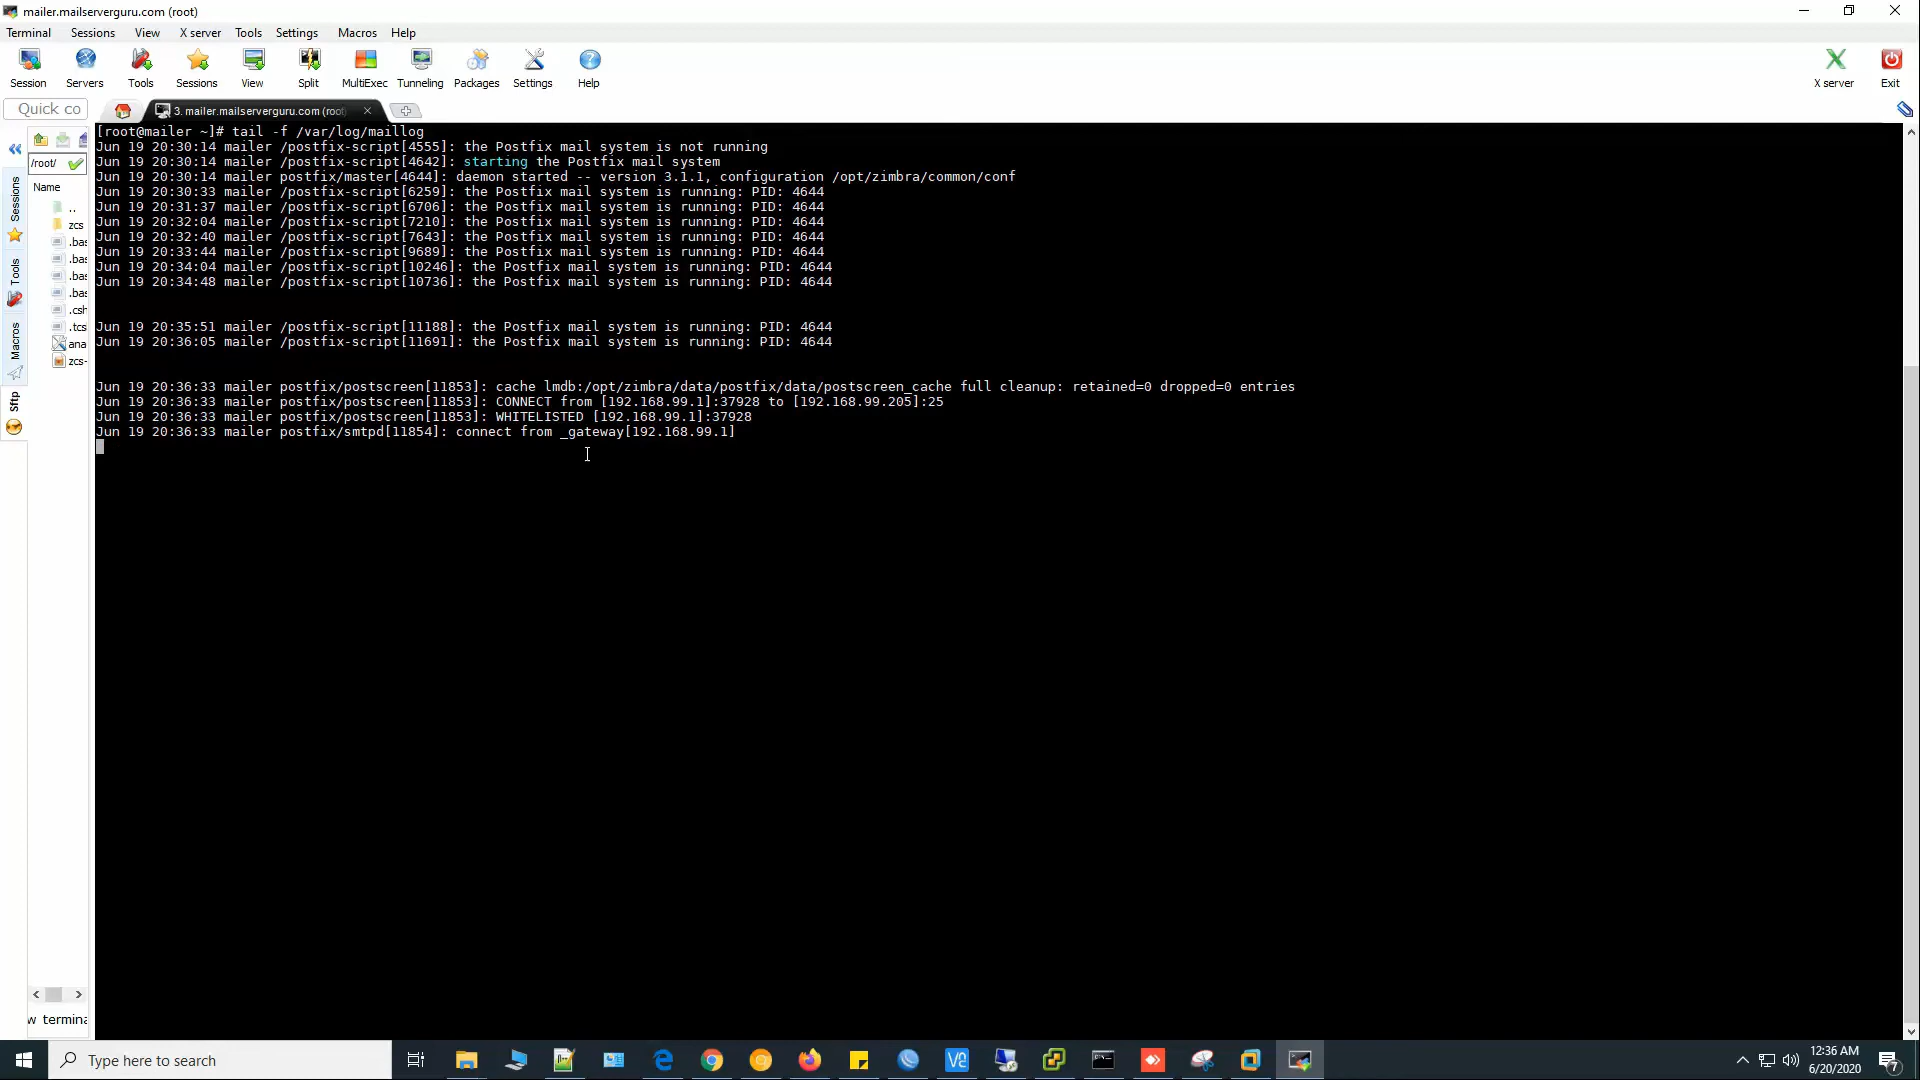 mailer.mailserverguru.com (root)
Terminal Sessions View X server Tools Settings Macros Help
Session Servers Tools Sessions View Split MultiExec Tunneling Packages Settings Help X server Exit
Quick co 3. mailer.mailserverguru.com (root)
/root/
Name
..
zcs
.bas
.bas
.bas
.bas
.csh
.tcs
ana
zcs-
Sessions
Tools
Macros
Sftp
[root@mailer ~]# tail -f /var/log/maillog
Jun 19 20:30:14 mailer /postfix-script[4555]: the Postfix mail system is not running
Jun 19 20:30:14 mailer /postfix-script[4642]: starting the Postfix mail system
Jun 19 20:30:14 mailer postfix/master[4644]: daemon started -- version 3.1.1, configuration /opt/zimbra/common/conf
Jun 19 20:30:33 mailer /postfix-script[6259]: the Postfix mail system is running: PID: 4644
Jun 19 20:31:37 mailer /postfix-script[6706]: the Postfix mail system is running: PID: 4644
Jun 19 20:32:04 mailer /postfix-script[7210]: the Postfix mail system is running: PID: 4644
Jun 19 20:32:40 mailer /postfix-script[7643]: the Postfix mail system is running: PID: 4644
Jun 19 20:33:44 mailer /postfix-script[9689]: the Postfix mail system is running: PID: 4644
Jun 19 20:34:04 mailer /postfix-script[10246]: the Postfix mail system is running: PID: 4644
Jun 19 20:34:48 mailer /postfix-script[10736]: the Postfix mail system is running: PID: 4644
Jun 19 20:35:51 mailer /postfix-script[11188]: the Postfix mail system is running: PID: 4644
Jun 19 20:36:05 mailer /postfix-script[11691]: the Postfix mail system is running: PID: 4644
Jun 19 20:36:33 mailer postfix/postscreen[11853]: cache lmdb:/opt/zimbra/data/postfix/data/postscreen_cache full cleanup: retained=0 dropped=0 entries
Jun 19 20:36:33 mailer postfix/postscreen[11853]: CONNECT from [192.168.99.1]:37928 to [192.168.99.205]:25
Jun 19 20:36:33 mailer postfix/postscreen[11853]: WHITELISTED [192.168.99.1]:37928
Jun 19 20:36:33 mailer postfix/smtpd[11854]: connect from _gateway[192.168.99.1]
w termina
Type here to search
12:36 AM
6/20/2020
7